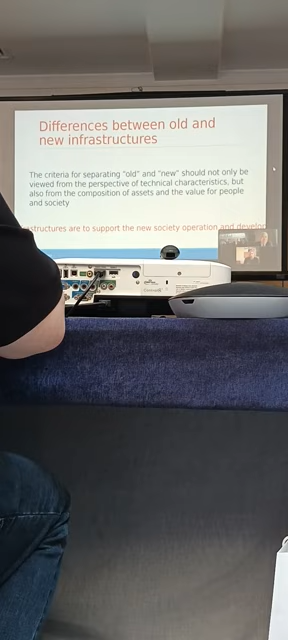 Differences between old and
new infrastructures
The criteria for separating "old" and "new" should not only be
viewed from the perspective of technical characteristics, but
also from the composition of assets and the value for people
and society
structures are to support the new society operation and develop